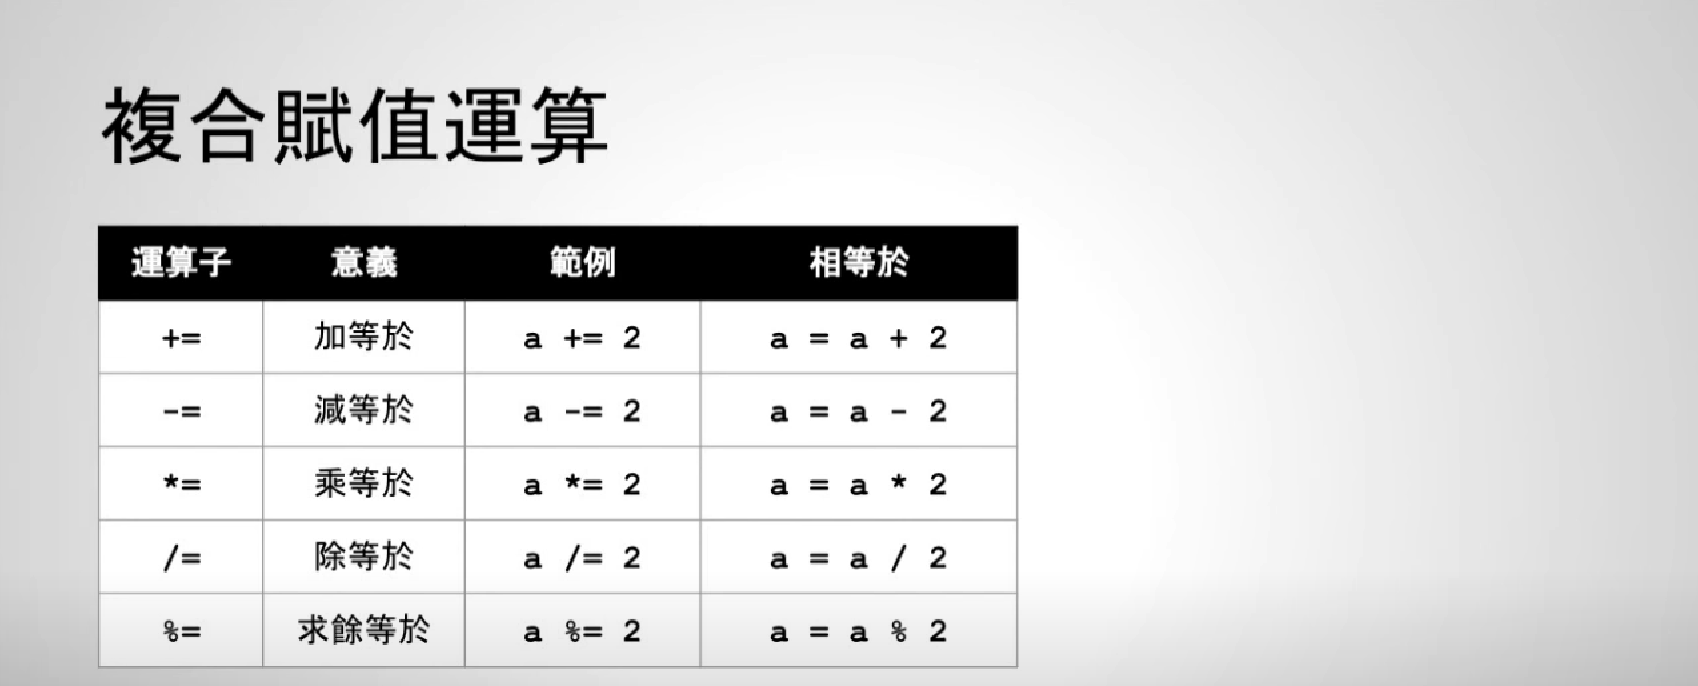 複合賦值運算
運算子 意義 範例 相等於
+= 加等於 a += 2 a = a + 2
-= 減等於 a -= 2 a = a - 2
*= 乘等於 a *= 2 a = a * 2
/= 除等於 a /= 2 a = a / 2
%= 求餘等於 a %= 2 a = a % 2